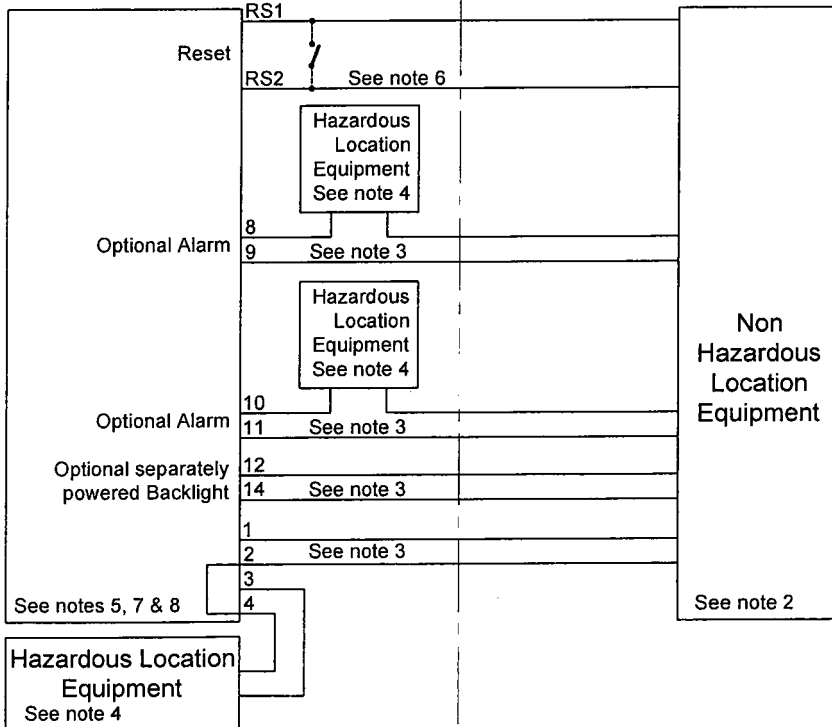 RS1
Reset
RS2 See note 6
Hazardous
Location
Equipment
See note 4
8
Optional Alarm
9 See note 3
Hazardous
Location
Equipment
See note 4
Non
Hazardous
Location
Equipment
10
Optional Alarm
11 See note 3
Optional separately
powered Backlight
12
14 See note 3
1
2 See note 3
3
4
See notes 5, 7 & 8
See note 2
Hazardous Location
Equipment
See note 4